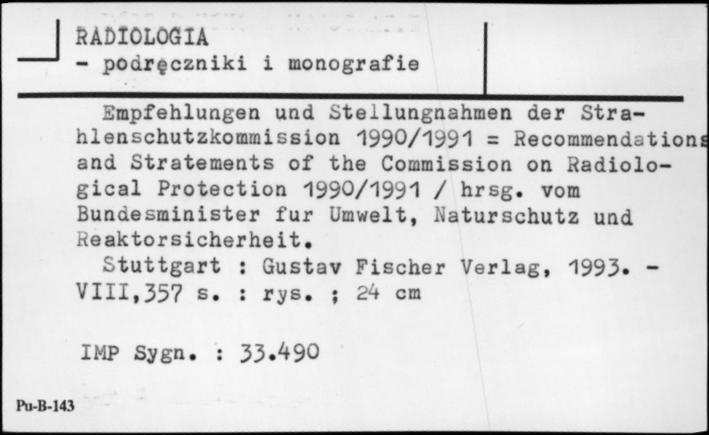 RADIOLOGIA
- podręczniki i monografie
Empfehlungen und Stellungnahmen der Stra-
hlenschutzkommission 1990/1991 = Recommendations
and Stratements of the Commission on Radiolo-
gical Protection 1990/1991 / hrsg. vom
Bundesminister fur Umwelt, Naturschutz und
Reaktorsicherheit.
Stuttgart : Gustav Fischer Verlag, 1993. -
VIII,357 s. : rys. ; 24 cm
IMP Sygn. : 33.490
Pu-B-143